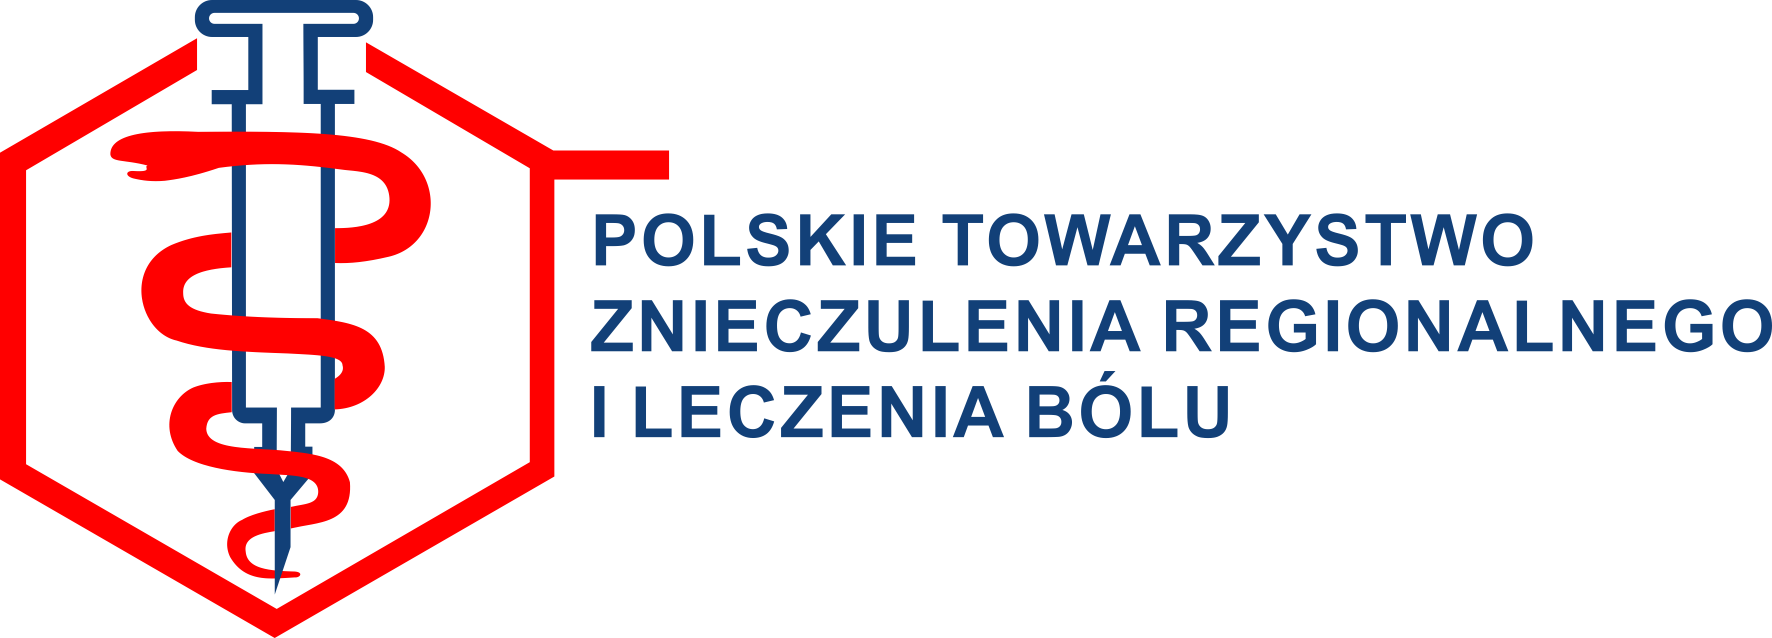 POLSKIE TOWARZYSTWO
ZNIECZULENIA REGIONALNEGO
I LECZENIA BÓLU